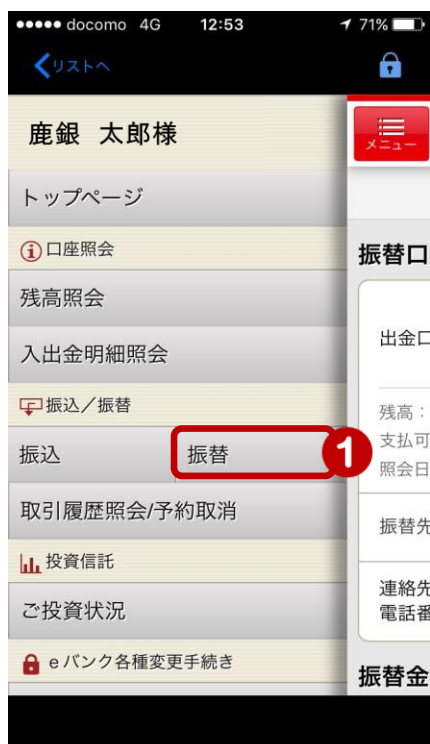 docomo 4G 12:53 71%
リストへ
鹿銀 太郎様
メニュー
トップページ
口座照会
振替口
残高照会
出金口
入出金明細照会
振込/振替
残高:
支払可
照会日
振込 振替 1
取引履歴照会/予約取消
振替先
投資信託
ご投資状況
連絡先
電話番
eバンク各種変更手続き
振替金